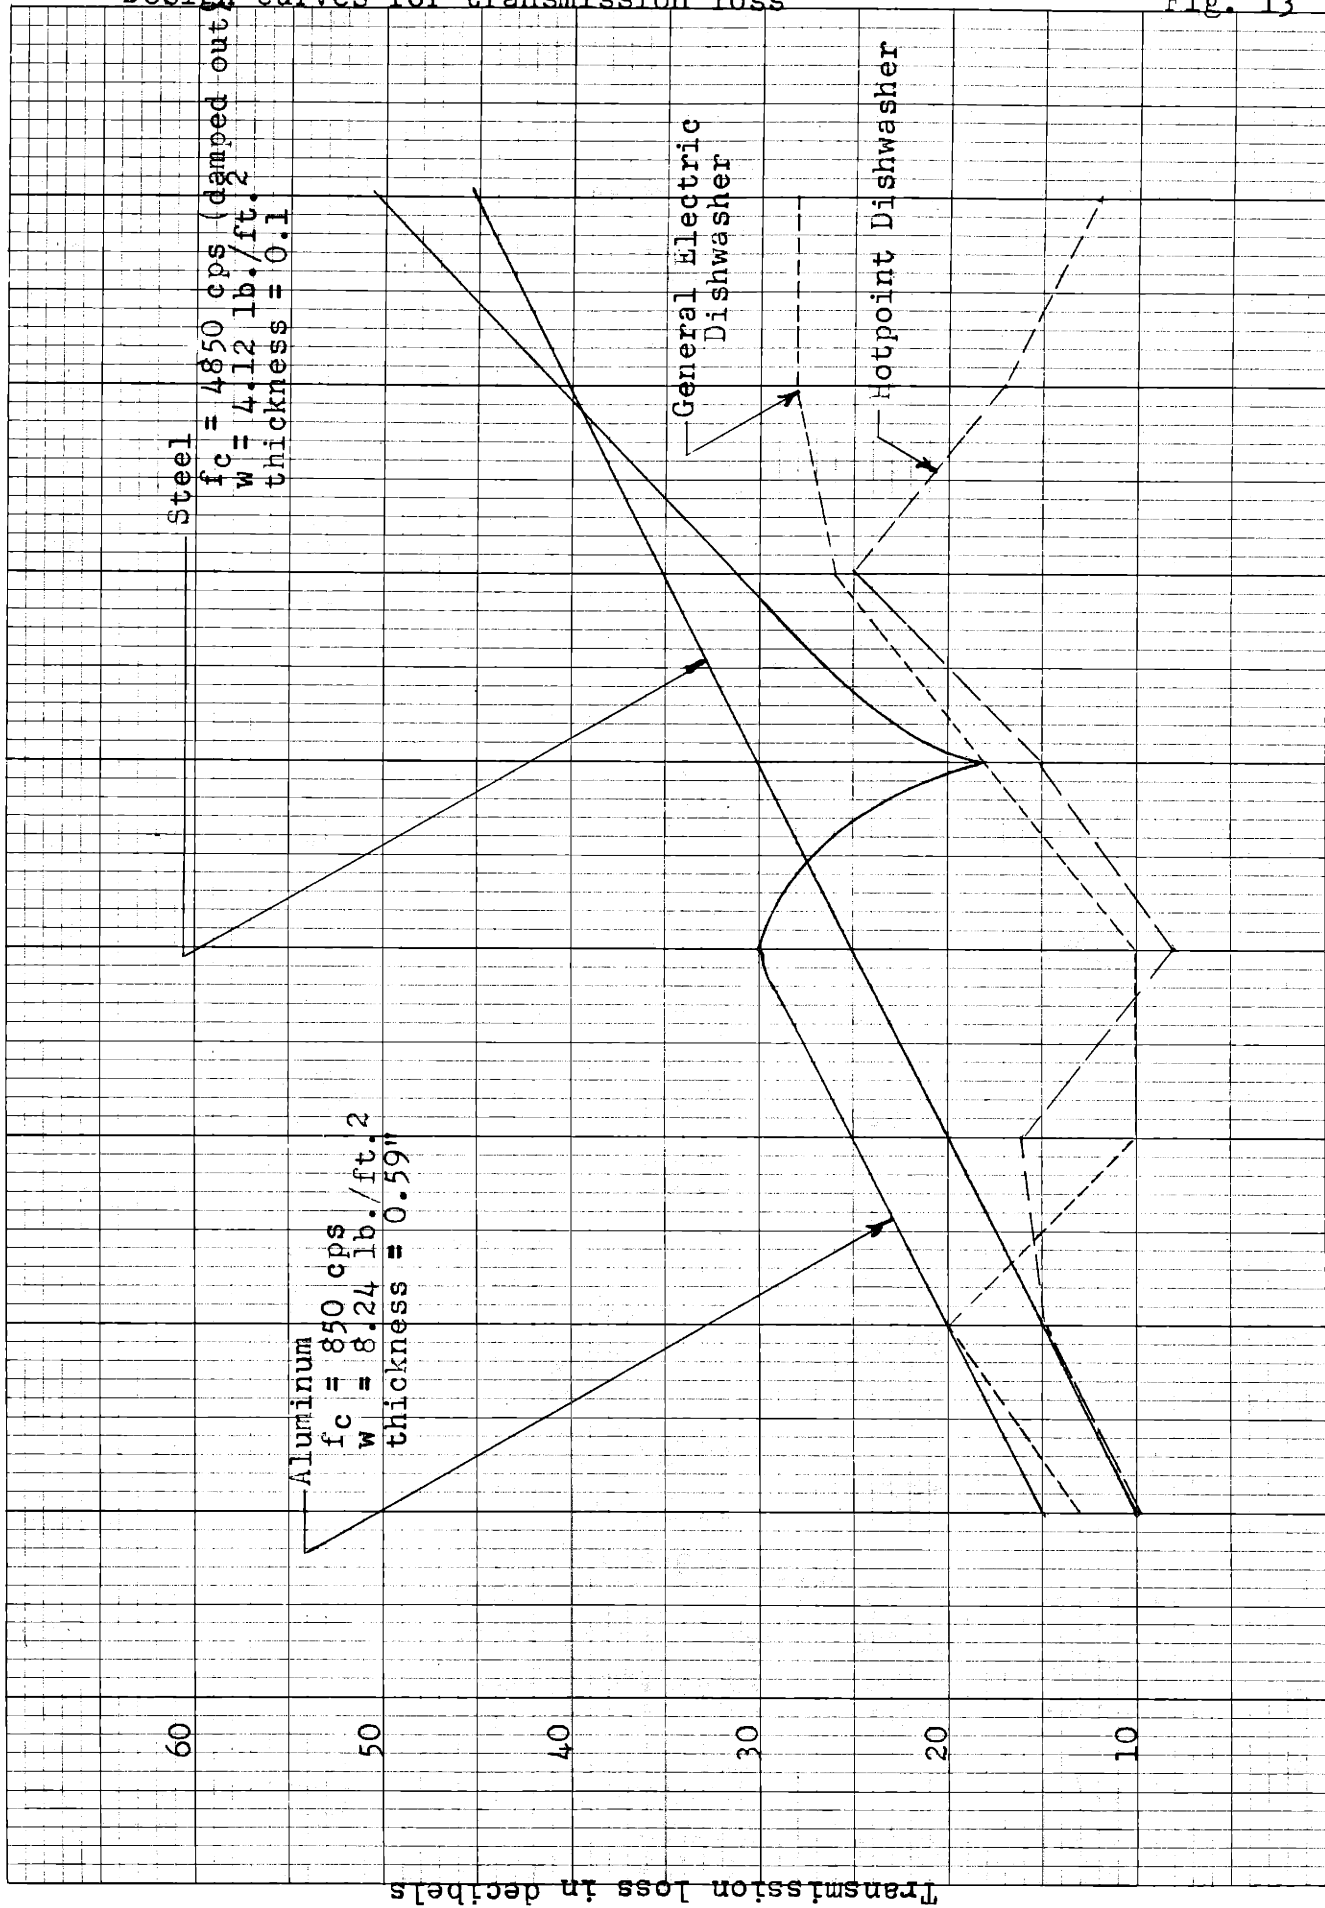 Design curves for transmission loss
Fig. 13
Steel
fc = 4850 cps (damped out)
w = 4.12 lb./ft.2
thickness = 0.1
General Electric
Dishwasher
Hotpoint Dishwasher
Aluminum
fc = 850 cps
w = 8.24 lb./ft.2
thickness = 0.59"
60
50
40
30
20
10
Transmission loss in decibels